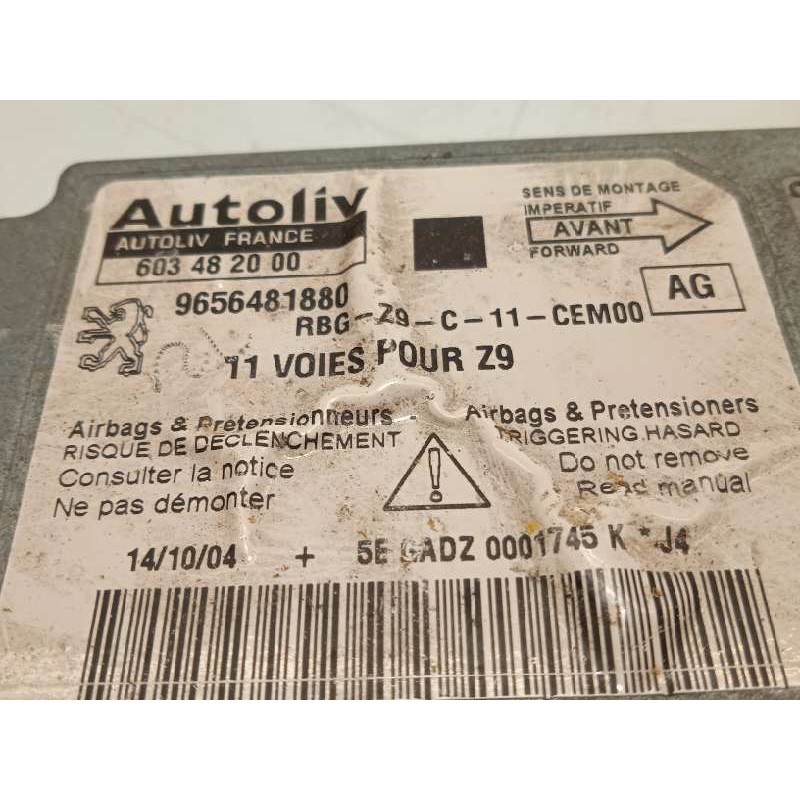 Autoliv
AUTOLIV FRANCE
603 48 20 00
SENS DE MONTAGE
IMPERATIF
AVANT
FORWARD
9656481880
RBG-Z9-C-11-CEM00
AG
11 VOIES POUR Z9
Airbags & Pretensionneurs
RISQUE DE DECLENCHEMENT
Consulter la notice
Ne pas démonter
Airbags & Pretensioners
TRIGGERING HASARD
Do not remove
Read manual
14/10/04 + 5E GADZ 0001745 K * J4